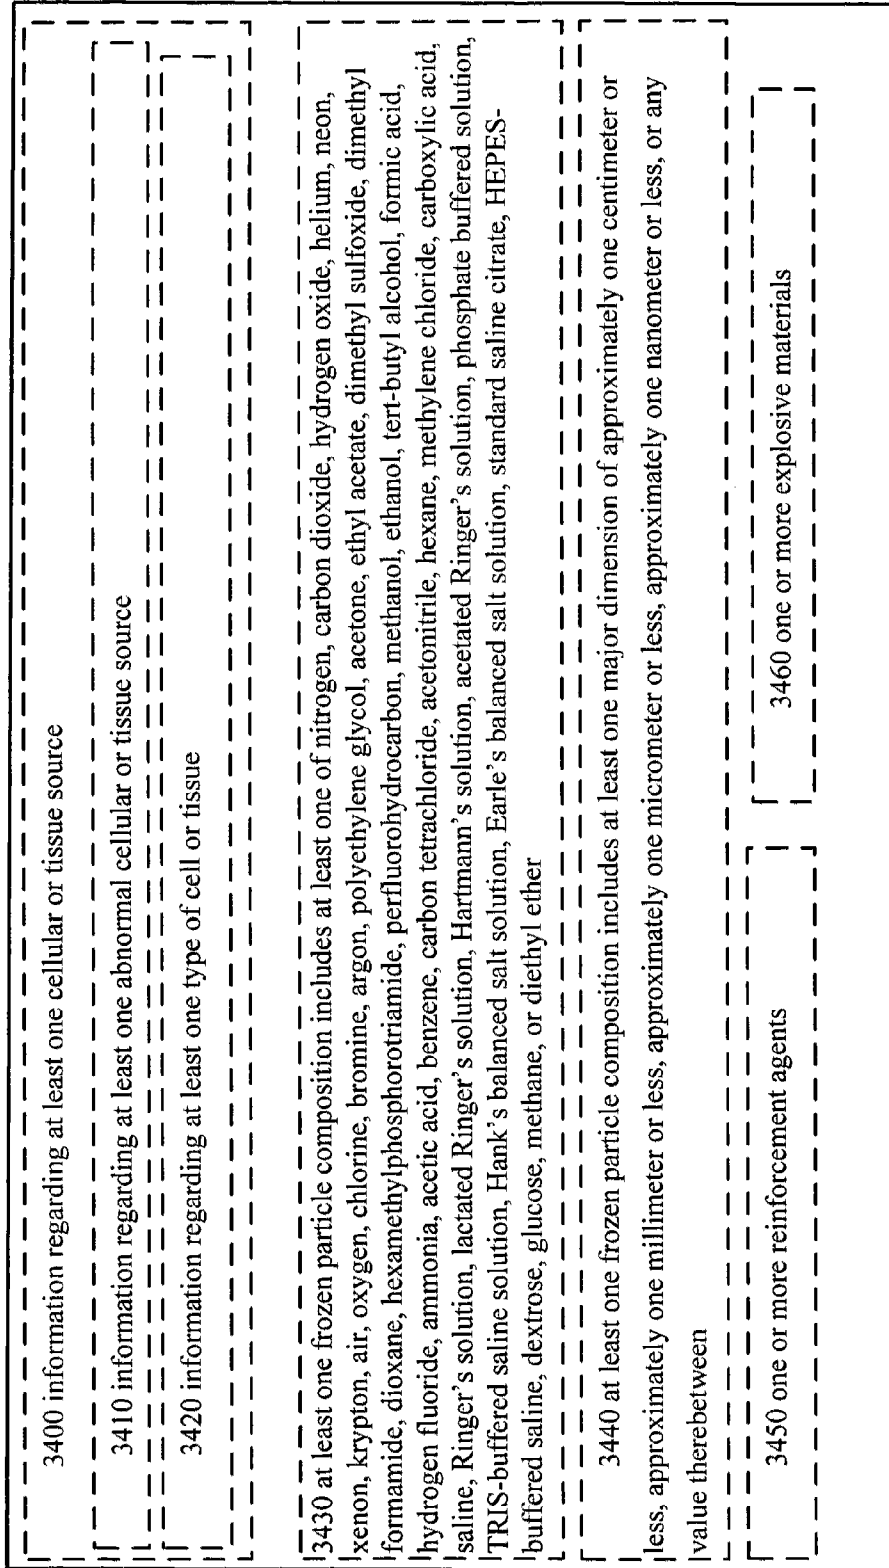 3400 information regarding at least one cellular or tissue source
3410 information regarding at least one abnormal cellular or tissue source
3420 information regarding at least one type of cell or tissue
3430 at least one frozen particle composition includes at least one of nitrogen, carbon dioxide, hydrogen oxide, helium, neon,
xenon, krypton, air, oxygen, chlorine, bromine, argon, polyethylene glycol, acetone, ethyl acetate, dimethyl sulfoxide, dimethyl
formamide, dioxane, hexamethylphosphorotriamide, perfluorohydrocarbon, methanol, ethanol, tert-butyl alcohol, formic acid,
hydrogen fluoride, ammonia, acetic acid, benzene, carbon tetrachloride, acetonitrile, hexane, methylene chloride, carboxylic acid,
saline, Ringer's solution, lactated Ringer's solution, Hartmann's solution, acetated Ringer's solution, phosphate buffered solution,
TRIS-buffered saline solution, Hank's balanced salt solution, Earle's balanced salt solution, standard saline citrate, HEPES-
buffered saline, dextrose, glucose, methane, or diethyl ether
3440 at least one frozen particle composition includes at least one major dimension of approximately one centimeter or
less, approximately one millimeter or less, approximately one micrometer or less, approximately one nanometer or less, or any
value therebetween
3450 one or more reinforcement agents
3460 one or more explosive materials